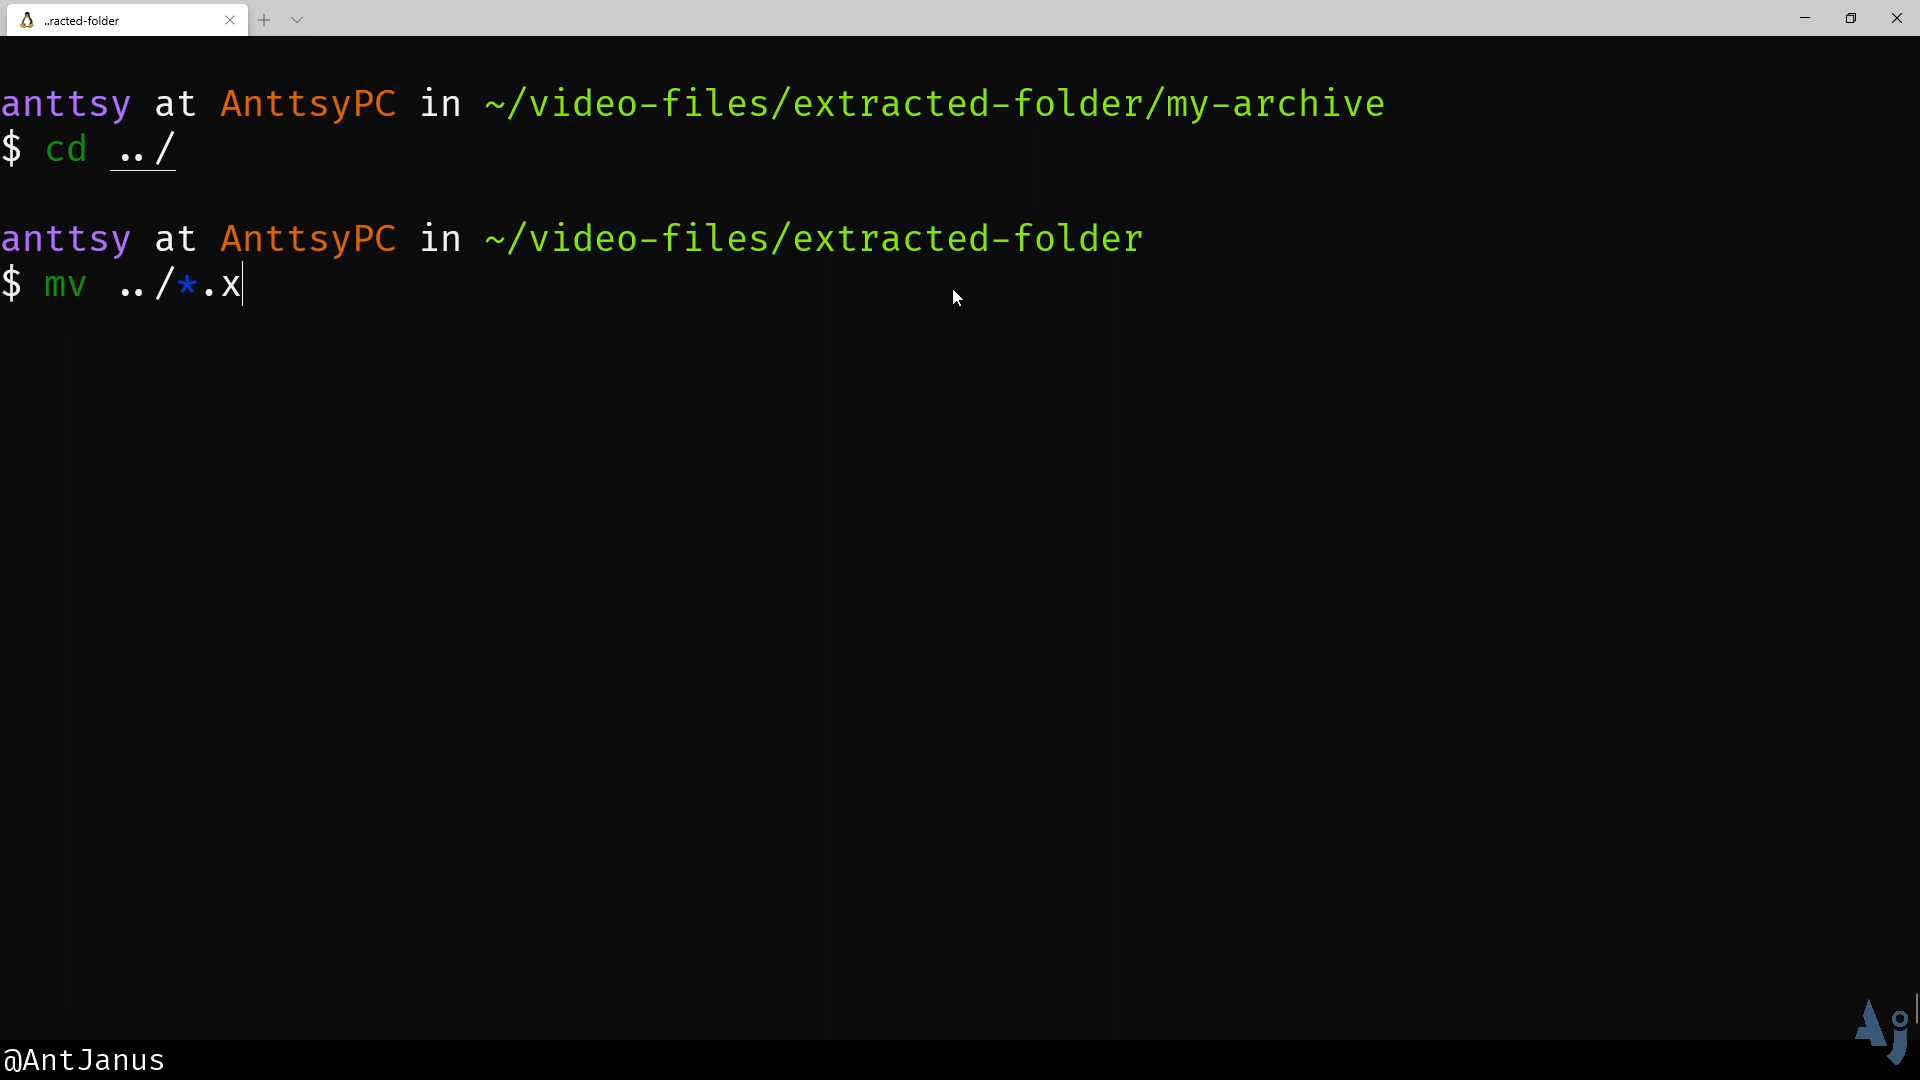 ..racted-folder
anttsy at AnttsyPC in ~/video-files/extracted-folder/my-archive
$ cd ../
anttsy at AnttsyPC in ~/video-files/extracted-folder
$ mv ../*.x
Aj
@AntJanus